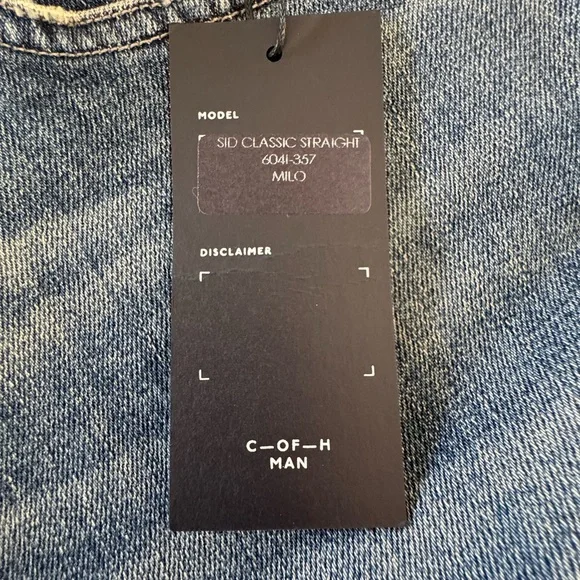 MODEL
SID CLASSIC STRAIGHT
6041-357
MILO
DISCLAIMER
C—OF—H
MAN